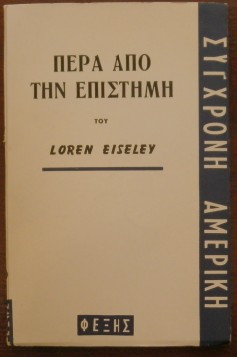 ΠΕΡΑ ΑΠΟ
ΤΗΝ ΕΠΙΣΤΗΜΗ
ΤΟΥ
LOREN EISELEY
ΦΕΞΗΣ
ΣΥΓΧΡΟΝΗ ΑΜΕΡΙΚΗ